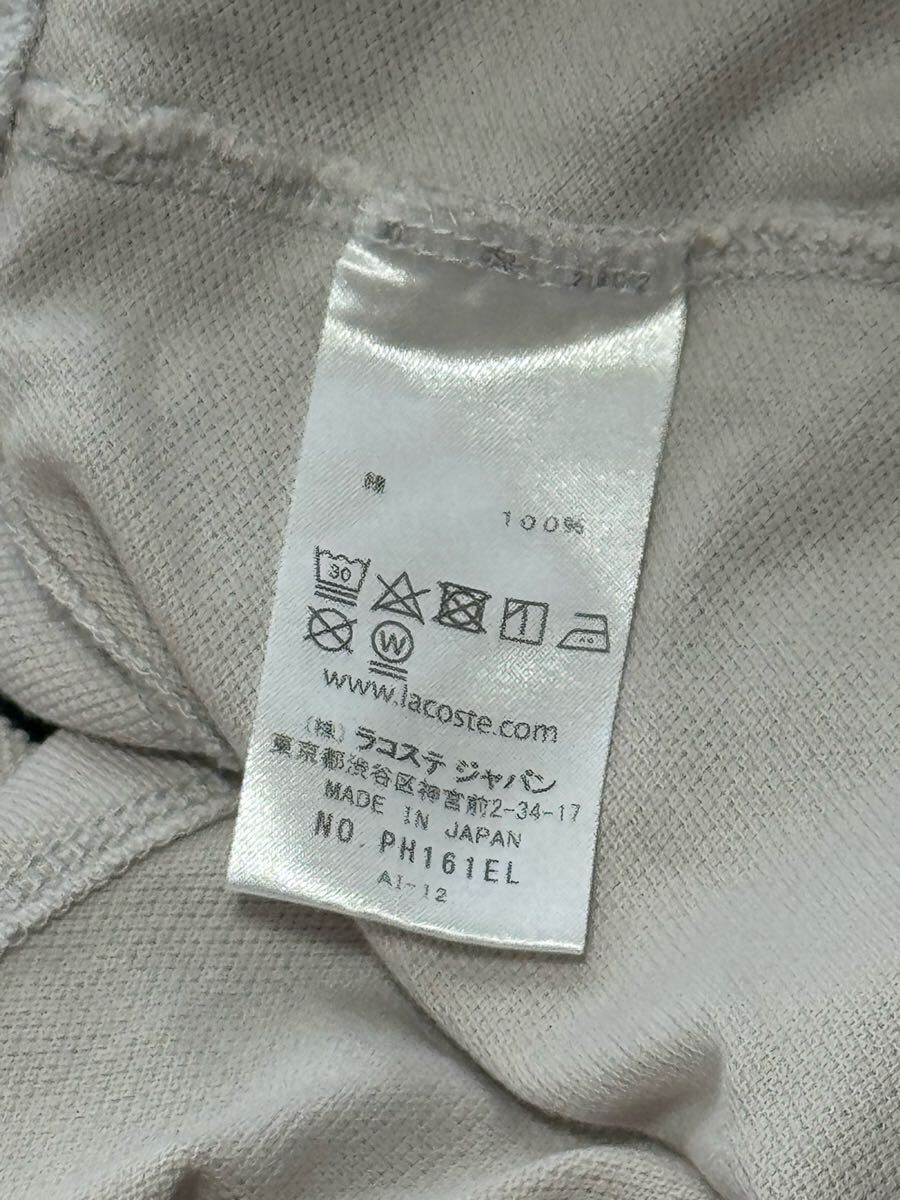 綿
100%
30
W
www.lacoste.com
(株) ラコステ ジャパン
東京都渋谷区神宮前2-34-17
MADE IN JAPAN
NO. PH161EL
AI-12